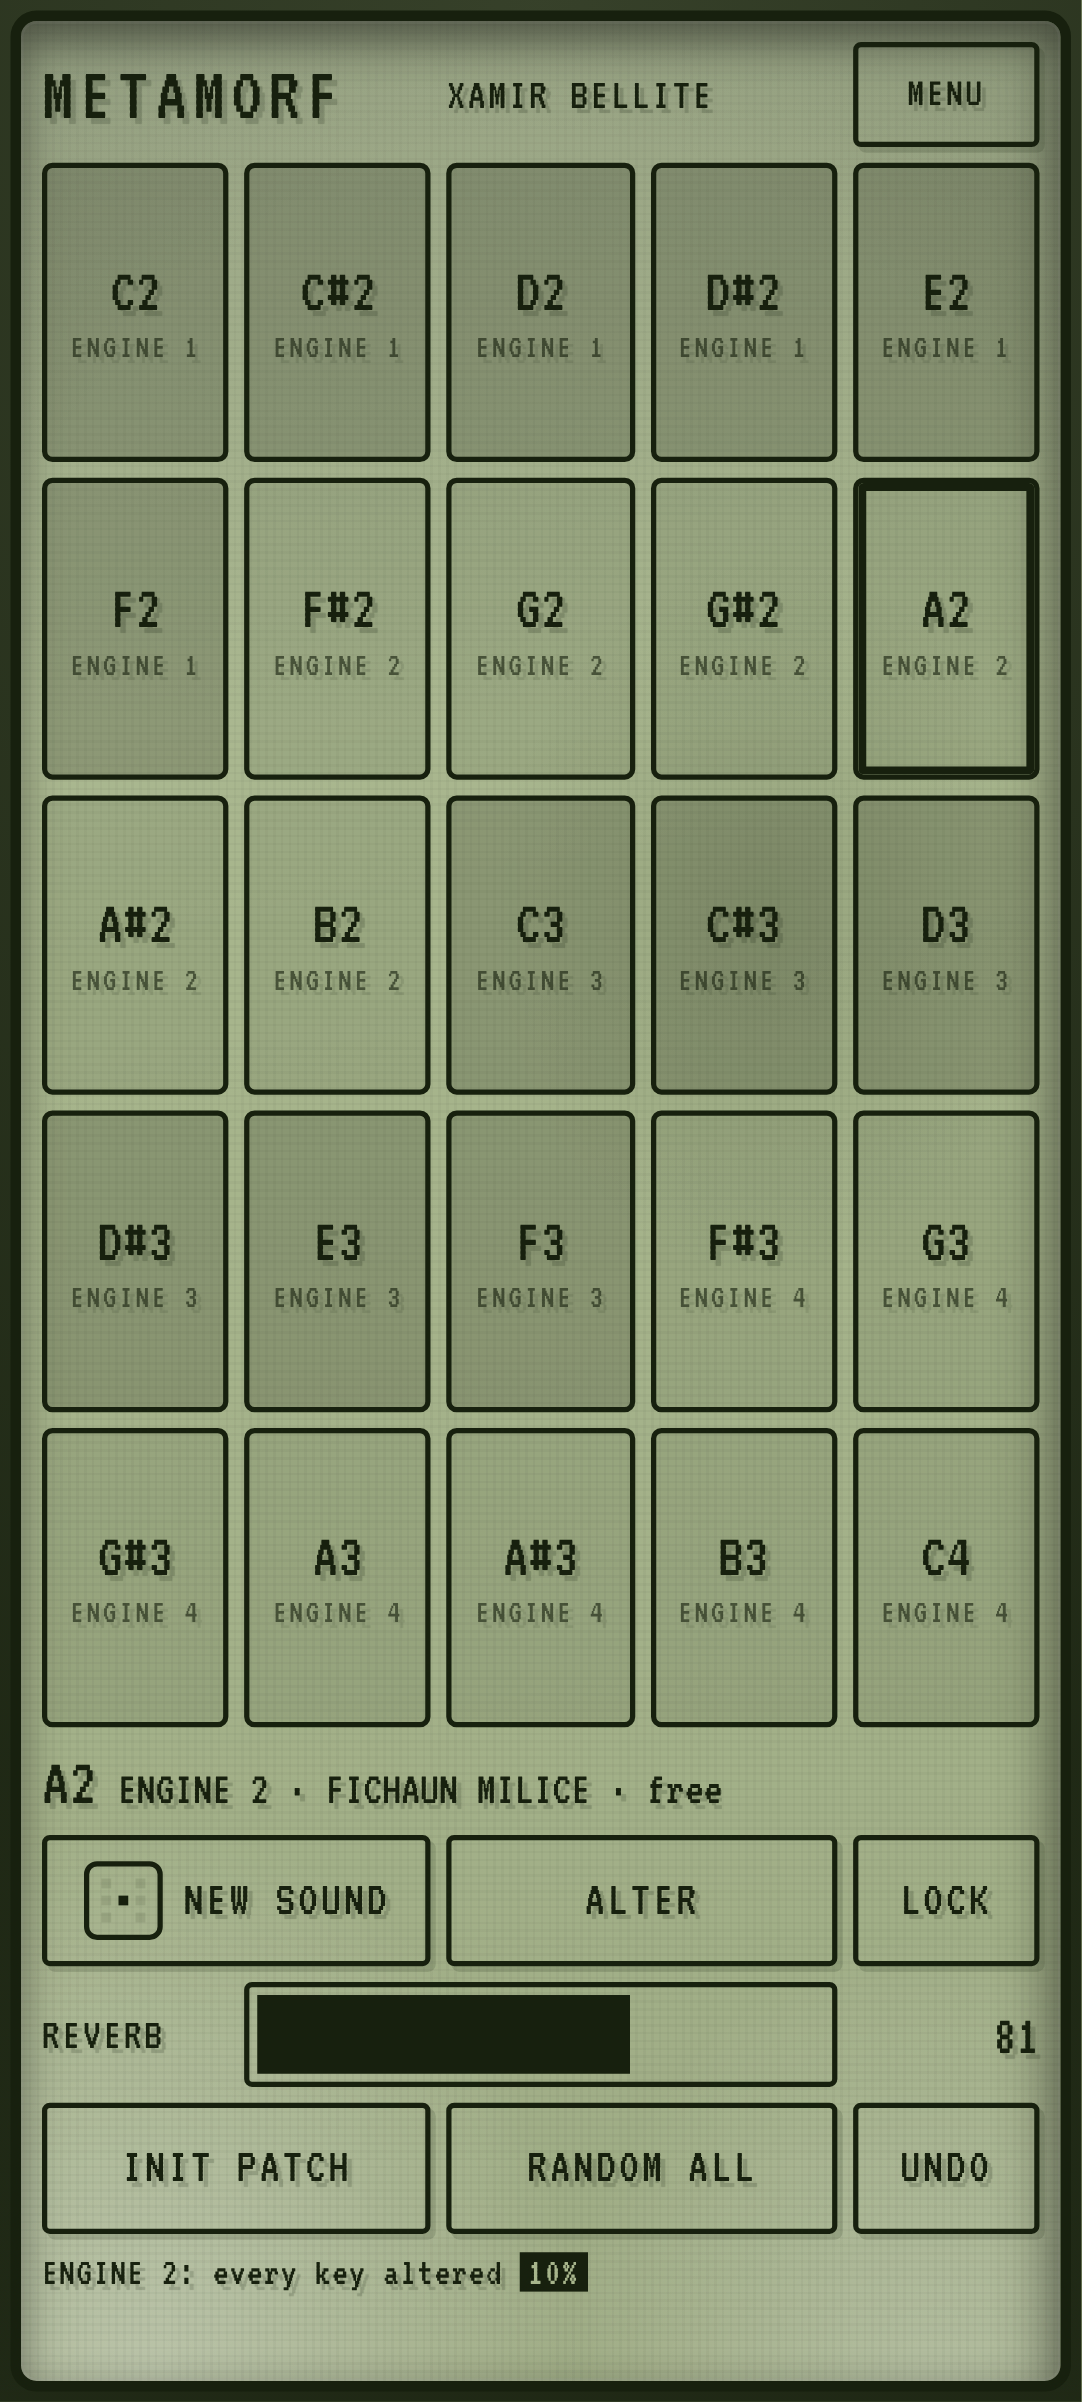 METAMORF XAMIR BELLITE MENU
C2 C#2 D2 D#2 E2
ENGINE 1 ENGINE 1 ENGINE 1 ENGINE 1 ENGINE 1
F2 F#2 G2 G#2 A2
ENGINE 1 ENGINE 2 ENGINE 2 ENGINE 2 ENGINE 2
A#2 B2 C3 C#3 D3
ENGINE 2 ENGINE 2 ENGINE 3 ENGINE 3 ENGINE 3
D#3 E3 F3 F#3 G3
ENGINE 3 ENGINE 3 ENGINE 3 ENGINE 4 ENGINE 4
G#3 A3 A#3 B3 C4
ENGINE 4 ENGINE 4 ENGINE 4 ENGINE 4 ENGINE 4
A2 ENGINE 2 · FICHAUN MILICE · free
NEW SOUND ALTER LOCK
REVERB 81
INIT PATCH RANDOM ALL UNDO
ENGINE 2: every key altered 10%